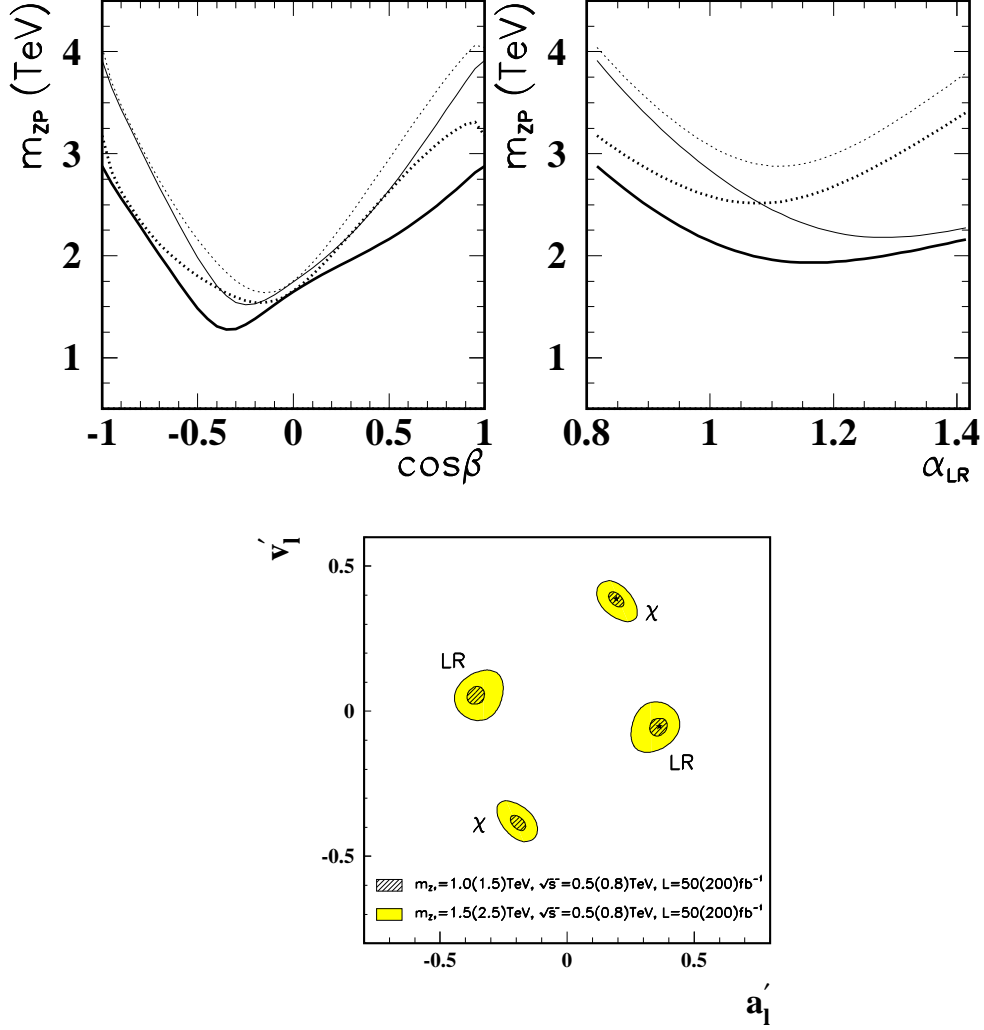 m_ZP (TeV)
4
3
2
1
-1 -0.5 0 0.5 1
cosβ
m_ZP (TeV)
4
3
2
1
0.8 1 1.2 1.4
α_LR
v_l′
0.5
0
-0.5
χ
LR
LR
χ
m_Z′=1.0(1.5)TeV, √s=0.5(0.8)TeV, L=50(200)fb⁻¹
m_Z′=1.5(2.5)TeV, √s=0.5(0.8)TeV, L=50(200)fb⁻¹
-0.5 0 0.5
a_l′